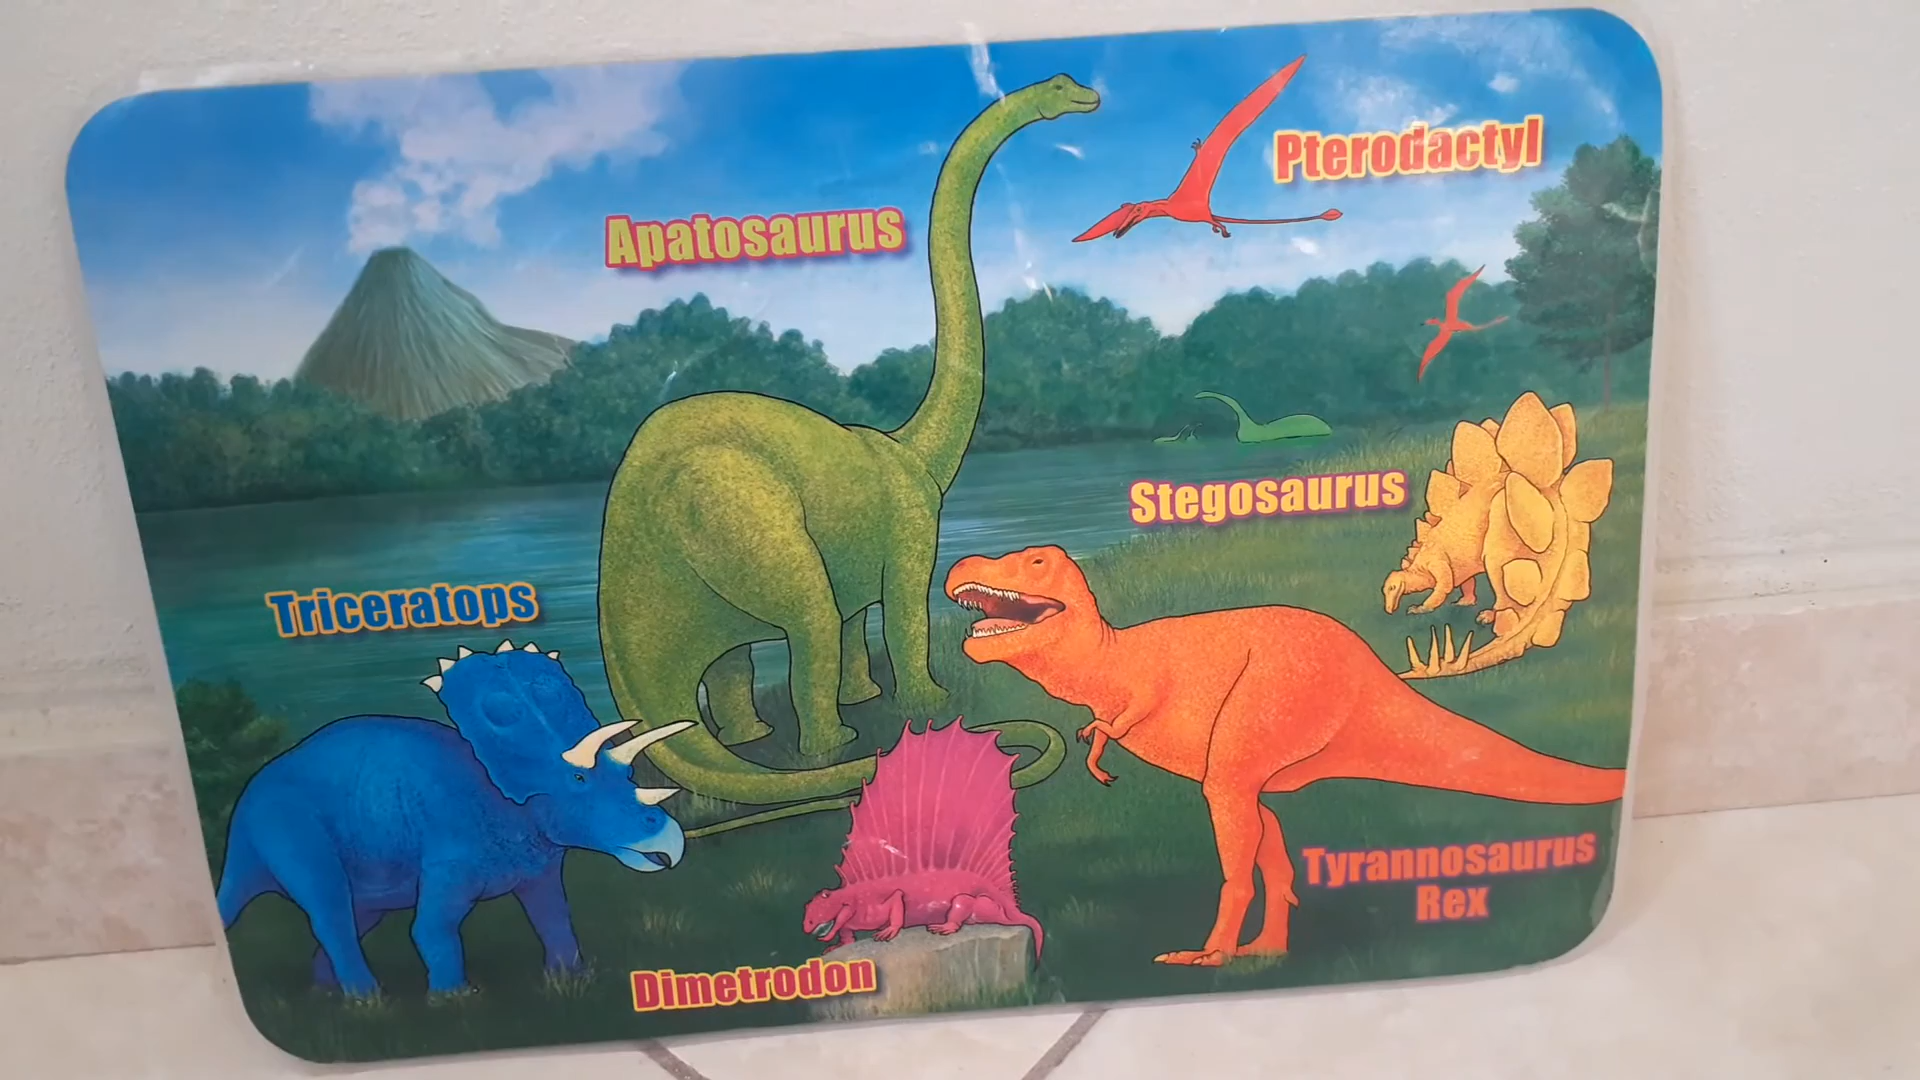 Pterodactyl
Apatosaurus
Stegosaurus
Triceratops
Tyrannosaurus
Rex
Dimetrodon